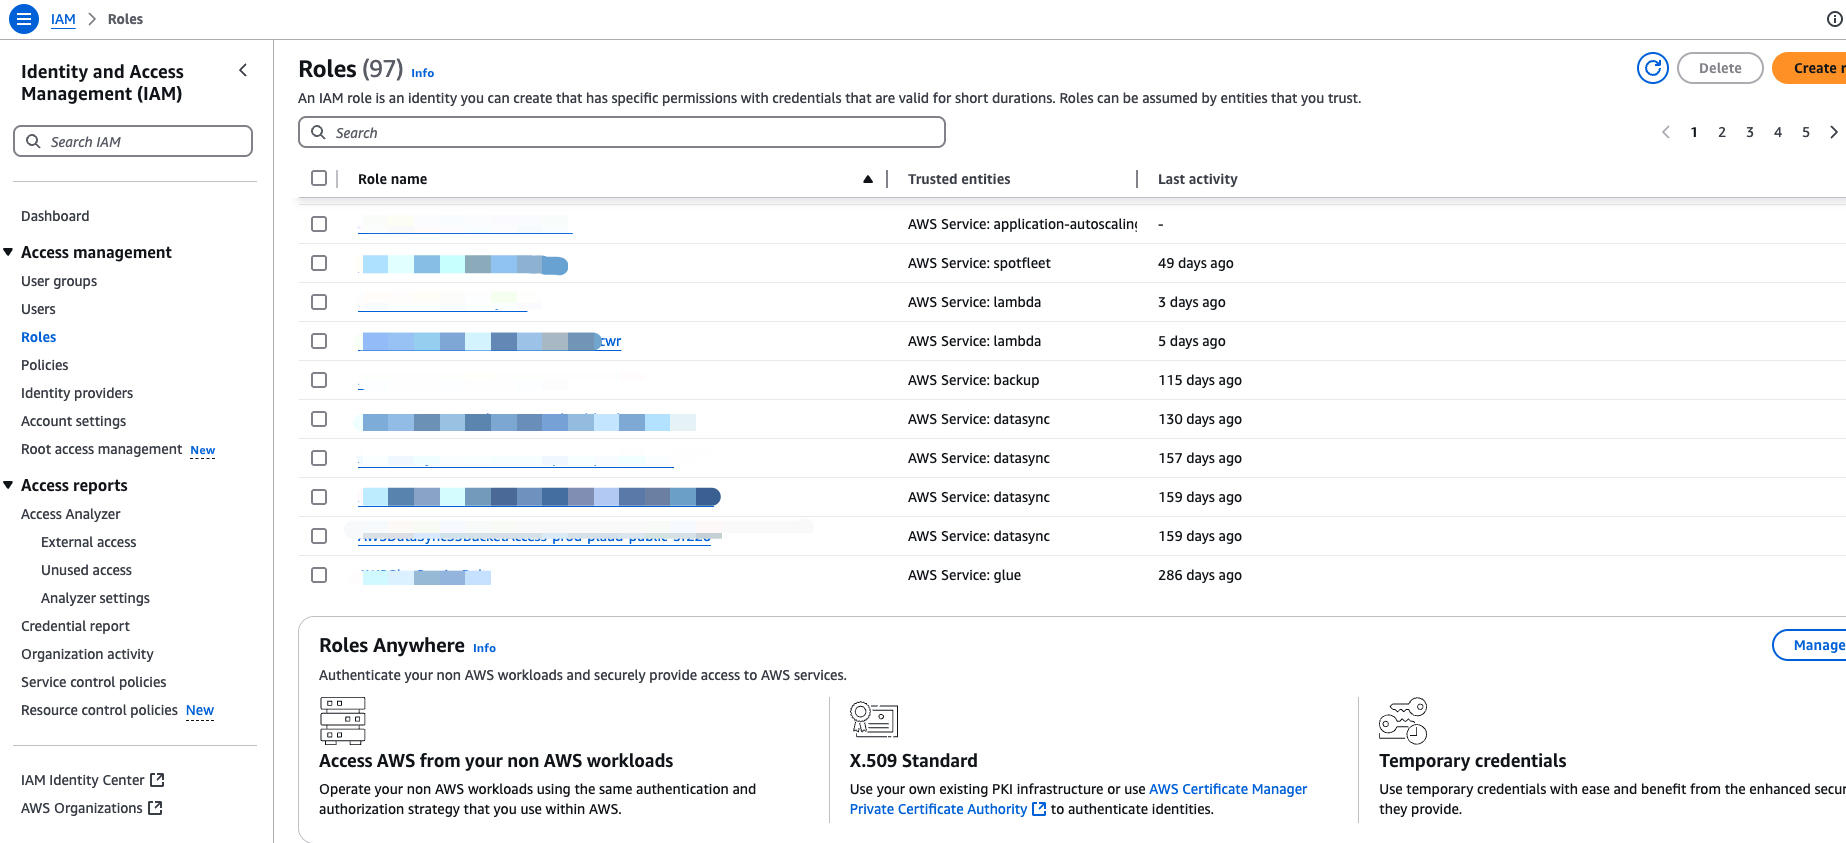 IAM > Roles
Identity and Access
Management (IAM)
Search IAM
Dashboard
Access management
User groups
Users
Roles
Policies
Identity providers
Account settings
Root access management New
Access reports
Access Analyzer
External access
Unused access
Analyzer settings
Credential report
Organization activity
Service control policies
Resource control policies New
IAM Identity Center
AWS Organizations
Roles (97) Info
Delete
Create
An IAM role is an identity you can create that has specific permissions with credentials that are valid for short durations. Roles can be assumed by entities that you trust.
Search
1 2 3 4 5
Role name Trusted entities Last activity
AWS Service: application-autoscaling -
AWS Service: spotfleet 49 days ago
AWS Service: lambda 3 days ago
cwr AWS Service: lambda 5 days ago
AWS Service: backup 115 days ago
AWS Service: datasync 130 days ago
AWS Service: datasync 157 days ago
AWS Service: datasync 159 days ago
AWS Service: datasync 159 days ago
AWS Service: glue 286 days ago
Roles Anywhere Info
Manage
Authenticate your non AWS workloads and securely provide access to AWS services.
Access AWS from your non AWS workloads
Operate your non AWS workloads using the same authentication and
authorization strategy that you use within AWS.
X.509 Standard
Use your own existing PKI infrastructure or use AWS Certificate Manager
Private Certificate Authority to authenticate identities.
Temporary credentials
Use temporary credentials with ease and benefit from the enhanced
they provide.